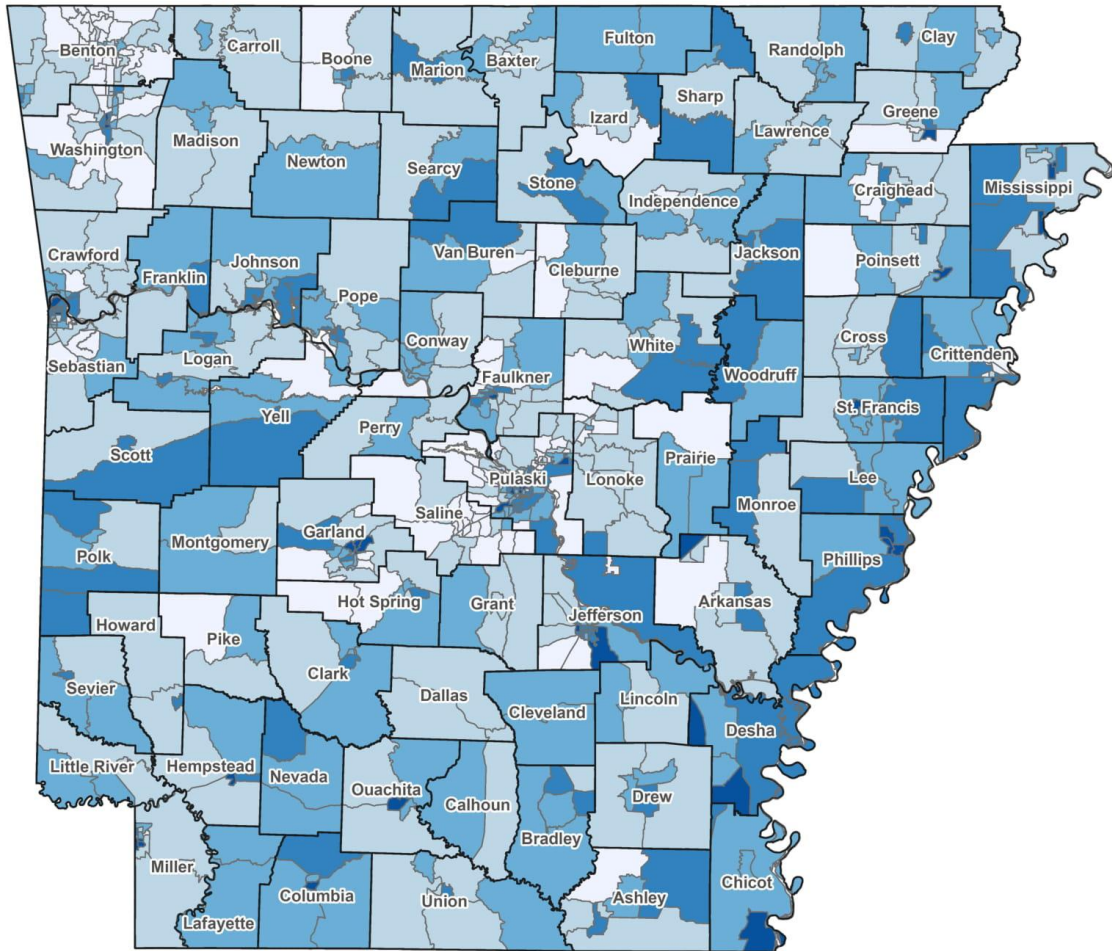 Benton
Carroll
Boone
Marion
Baxter
Fulton
Randolph
Clay
Sharp
Izard
Greene
Lawrence
Washington
Madison
Newton
Searcy
Stone
Independence
Craighead
Mississippi
Crawford
Franklin
Johnson
Pope
Van Buren
Cleburne
Jackson
Poinsett
Sebastian
Logan
Conway
Faulkner
White
Woodruff
Cross
Crittenden
Yell
St. Francis
Scott
Perry
Pulaski
Lonoke
Prairie
Lee
Monroe
Saline
Garland
Polk
Montgomery
Phillips
Hot Spring
Grant
Jefferson
Arkansas
Howard
Pike
Clark
Sevier
Dallas
Cleveland
Lincoln
Desha
Little River
Hempstead
Nevada
Ouachita
Calhoun
Drew
Bradley
Miller
Lafayette
Columbia
Union
Ashley
Chicot